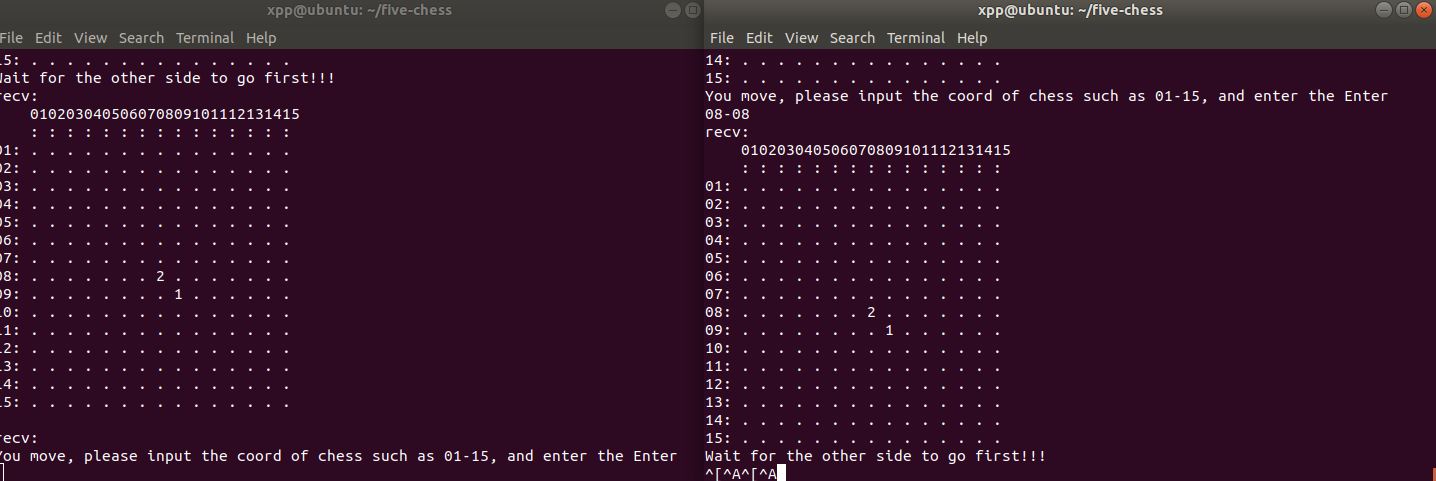 xpp@ubuntu: ~/five-chess
File Edit View Search Terminal Help
15: . . . . . . . . . . . . . . .
Wait for the other side to go first!!!
recv:
010203040506070809101112131415
: : : : : : : : : : : : : : :
01: . . . . . . . . . . . . . . .
02: . . . . . . . . . . . . . . .
03: . . . . . . . . . . . . . . .
04: . . . . . . . . . . . . . . .
05: . . . . . . . . . . . . . . .
06: . . . . . . . . . . . . . . .
07: . . . . . . . . . . . . . . .
08: . . . . . . . 2 . . . . . . .
09: . . . . . . . . 1 . . . . . .
10: . . . . . . . . . . . . . . .
11: . . . . . . . . . . . . . . .
12: . . . . . . . . . . . . . . .
13: . . . . . . . . . . . . . . .
14: . . . . . . . . . . . . . . .
15: . . . . . . . . . . . . . . .
recv:
You move, please input the coord of chess such as 01-15, and enter the Enter
xpp@ubuntu: ~/five-chess
File Edit View Search Terminal Help
14: . . . . . . . . . . . . . . .
15: . . . . . . . . . . . . . . .
You move, please input the coord of chess such as 01-15, and enter the Enter
08-08
recv:
010203040506070809101112131415
: : : : : : : : : : : : : : :
01: . . . . . . . . . . . . . . .
02: . . . . . . . . . . . . . . .
03: . . . . . . . . . . . . . . .
04: . . . . . . . . . . . . . . .
05: . . . . . . . . . . . . . . .
06: . . . . . . . . . . . . . . .
07: . . . . . . . . . . . . . . .
08: . . . . . . . 2 . . . . . . .
09: . . . . . . . . 1 . . . . . .
10: . . . . . . . . . . . . . . .
11: . . . . . . . . . . . . . . .
12: . . . . . . . . . . . . . . .
13: . . . . . . . . . . . . . . .
14: . . . . . . . . . . . . . . .
15: . . . . . . . . . . . . . . .
Wait for the other side to go first!!!
^[^A^[^A